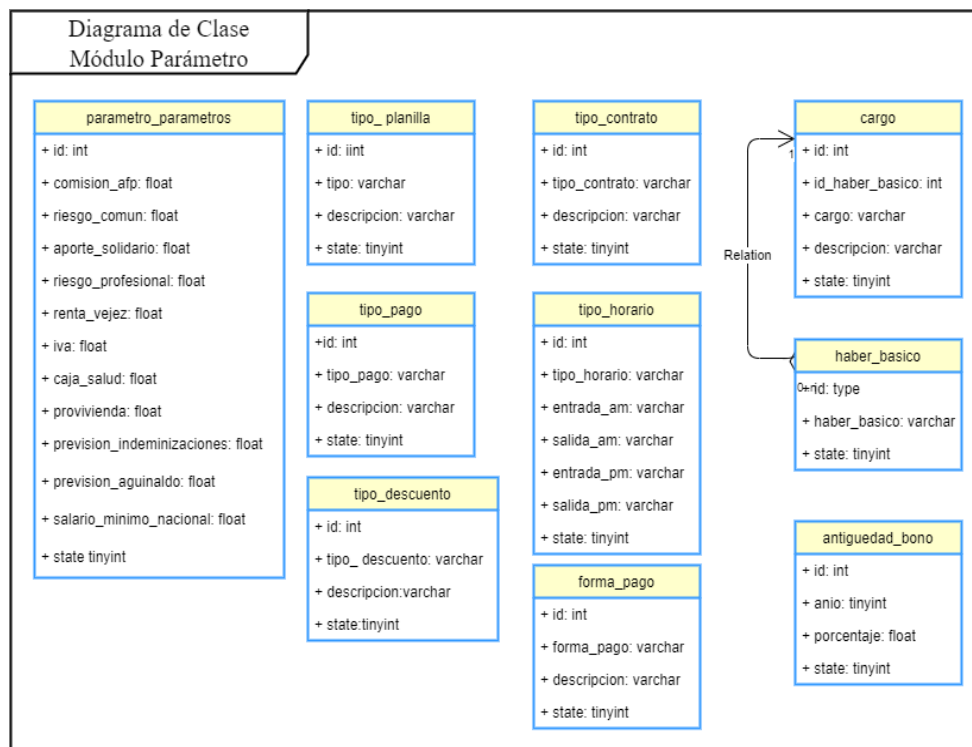 Diagrama de Clase
Módulo Parámetro
parametro_parametros
+ id: int
+ comision_afp: float
+ riesgo_comun: float
+ aporte_solidario: float
+ riesgo_profesional: float
+ renta_vejez: float
+ iva: float
+ caja_salud: float
+ provivienda: float
+ prevision_indeminizaciones: float
+ prevision_aguinaldo: float
+ salario_minimo_nacional: float
+ state tinyint
tipo_ planilla
+ id: iint
+ tipo: varchar
+ descripcion: varchar
+ state: tinyint
tipo_pago
+id: int
+ tipo_pago: varchar
+ descripcion: varchar
+ state: tinyint
tipo_descuento
+ id: int
+ tipo_ descuento: varchar
+ descripcion:varchar
+ state:tinyint
tipo_contrato
+ id: int
+ tipo_contrato: varchar
+ descripcion: varchar
+ state: tinyint
tipo_horario
+ id: int
+ tipo_horario: varchar
+ entrada_am: varchar
+ salida_am: varchar
+ entrada_pm: varchar
+ salida_pm: varchar
+ state: tinyint
forma_pago
+ id: int
+ forma_pago: varchar
+ descripcion: varchar
+ state: tinyint
cargo
+ id: int
+ id_haber_basico: int
+ cargo: varchar
+ descripcion: varchar
+ state: tinyint
1
Relation
haber_basico
+ id: type
+ haber_basico: varchar
+ state: tinyint
antiguedad_bono
+ id: int
+ anio: tinyint
+ porcentaje: float
+ state: tinyint